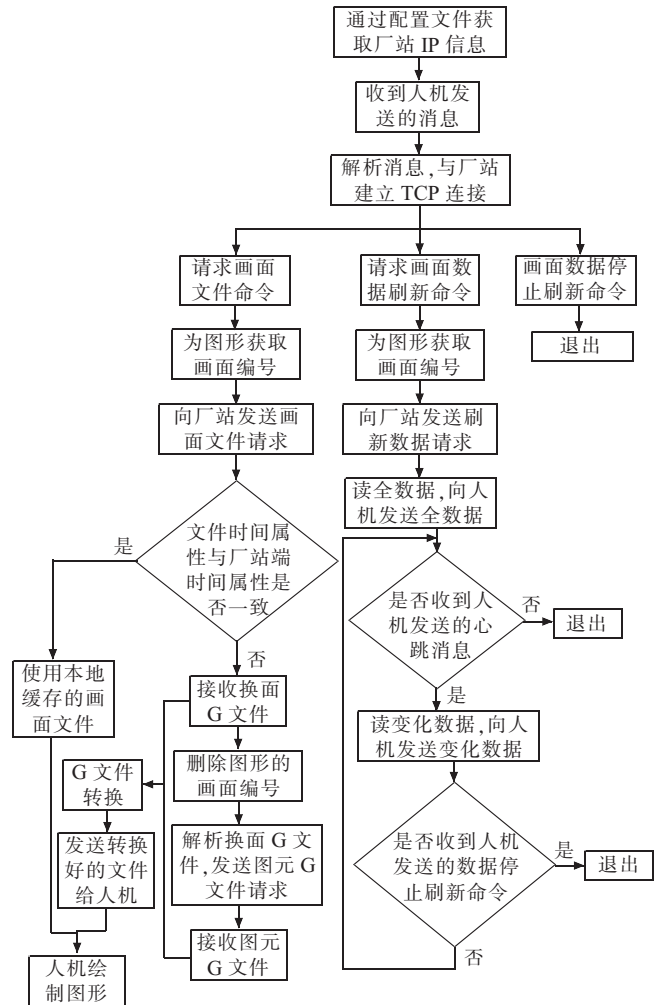 通过配置文件获
取厂站 IP 信息
收到人机发
送的消息
解析消息,与厂站
建立 TCP 连接
请求画面
文件命令
请求画面数
据刷新命令
画面数据停
止刷新命令
为图形获取
画面编号
为图形获取
画面编号
退出
向厂站发送画
面文件请求
向厂站发送刷
新数据请求
读全数据,向人
机发送全数据
文件时间属
性与厂站端
时间属性是
否一致
是
否
是否收到人
机发送的心
跳消息
否
退出
是
使用本地
缓存的画
面文件
接收换面
G 文件
读变化数据,向人
机发送变化数据
G 文件
转换
删除图形的
画面编号
发送转换
好的文件
给人机
解析换面 G 文
件,发送图元 G
文件请求
是否收到人机
发送的数据停
止刷新命令
是
退出
否
接收图元
G 文件
人机绘
制图形